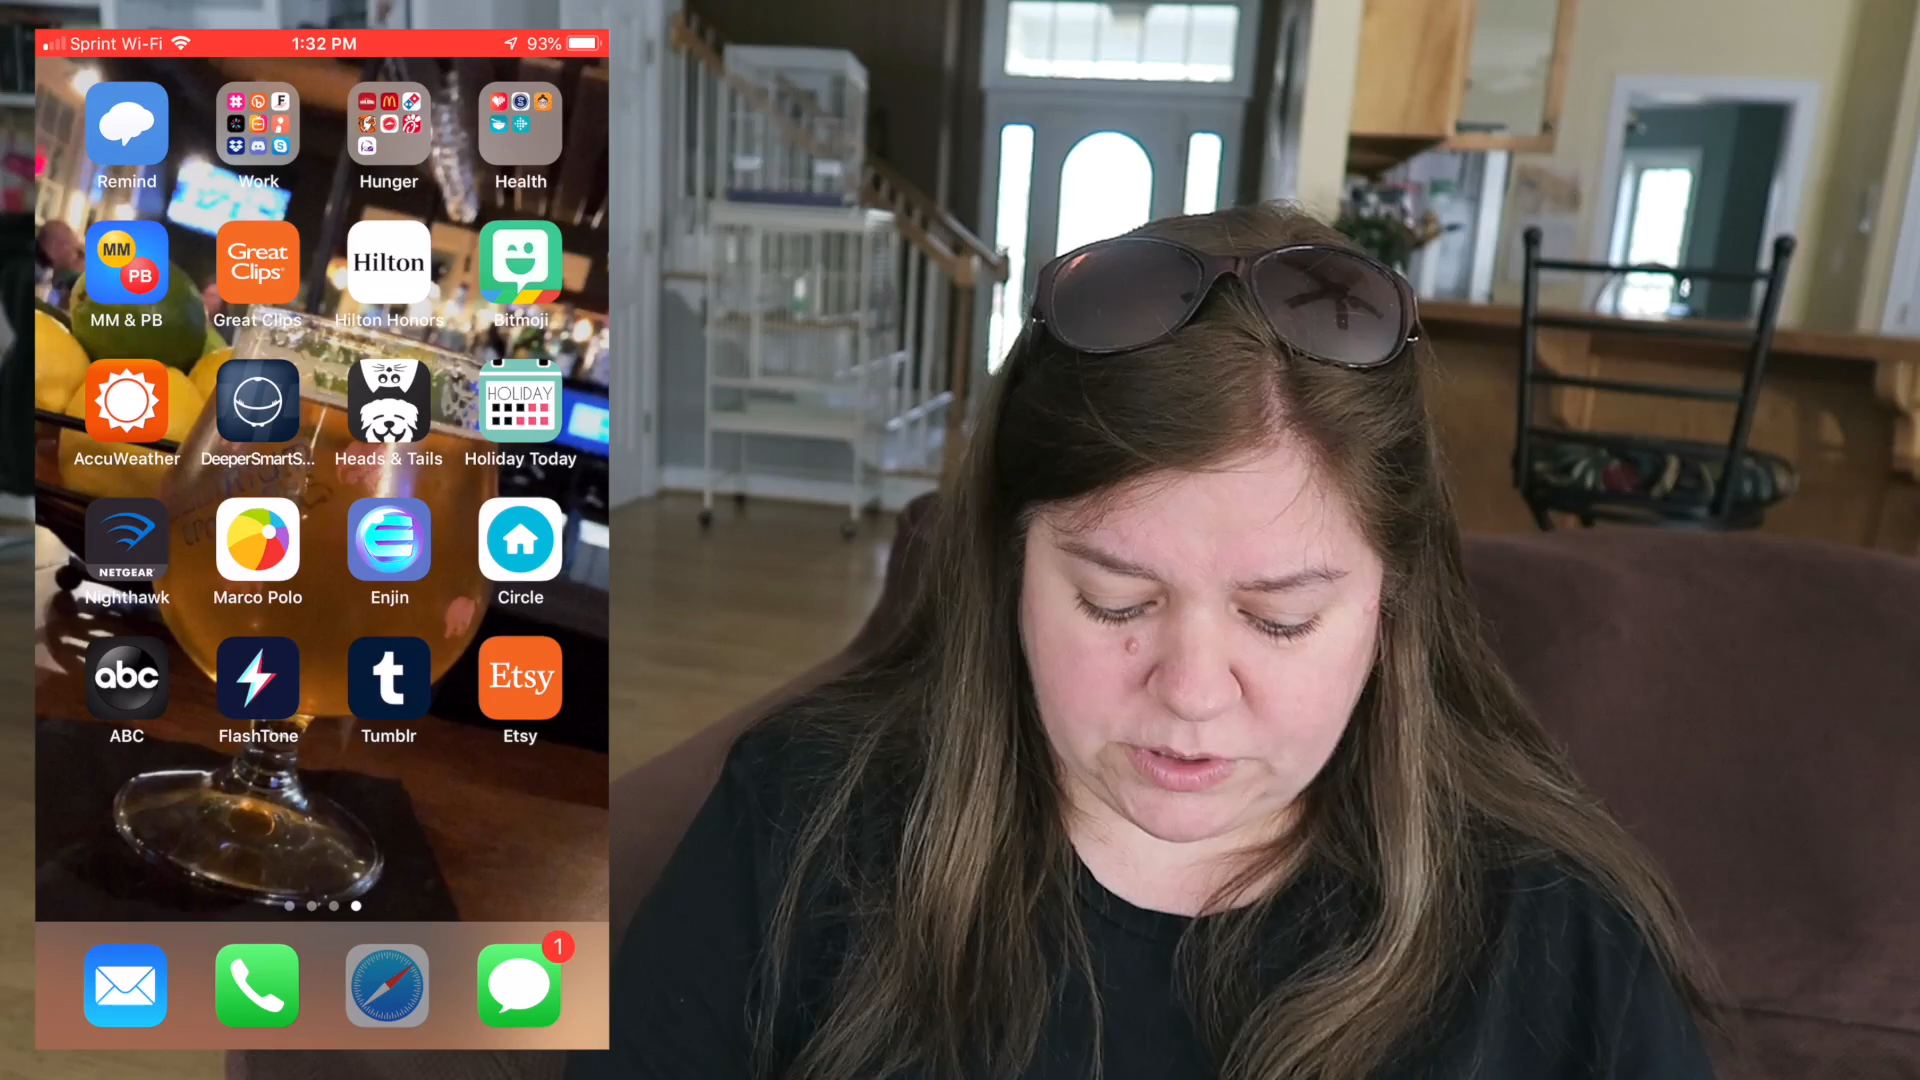 Sprint Wi-Fi 1:32 PM 93%
Remind Work Hunger Health
MM
PB
Great
Clips
Hilton
MM & PB Great Clips Hilton Honors Bitmoji
HOLIDAY
AccuWeather DeeperSmartS... Heads & Tails Holiday Today
NETGEAR
Nighthawk Marco Polo Enjin Circle
abc
t
Etsy
ABC FlashTone Tumblr Etsy
1